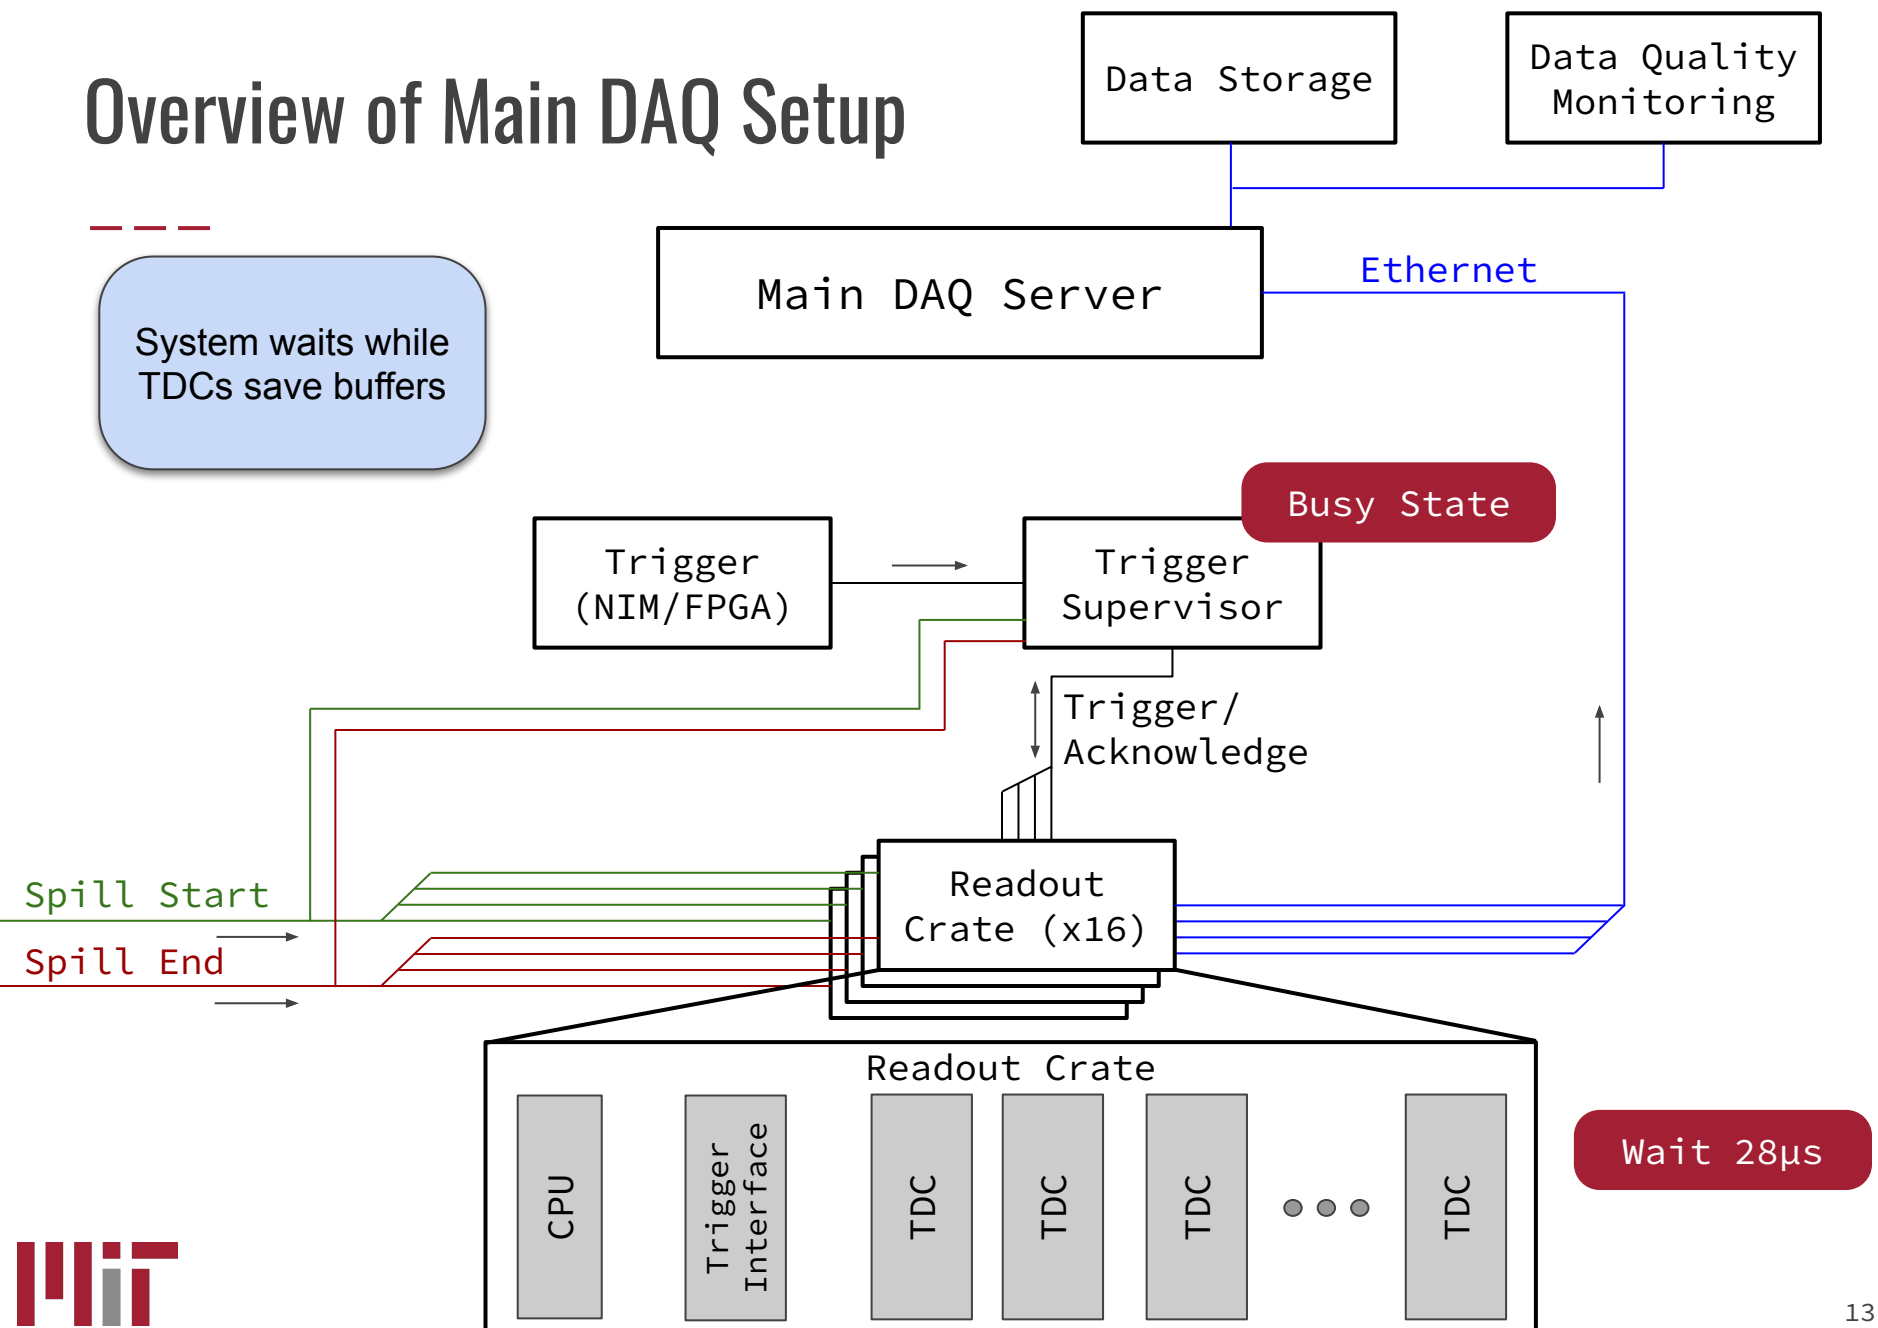 Overview of Main DAQ Setup
Data Storage
Data Quality
Monitoring
Main DAQ Server
Ethernet
System waits while
TDCs save buffers
Busy State
Trigger
(NIM/FPGA)
Trigger
Supervisor
Trigger/
Acknowledge
Spill Start
Spill End
Readout
Crate (x16)
Readout Crate
CPU
Trigger
Interface
TDC
TDC
TDC
TDC
Wait 28µs
MIT
13